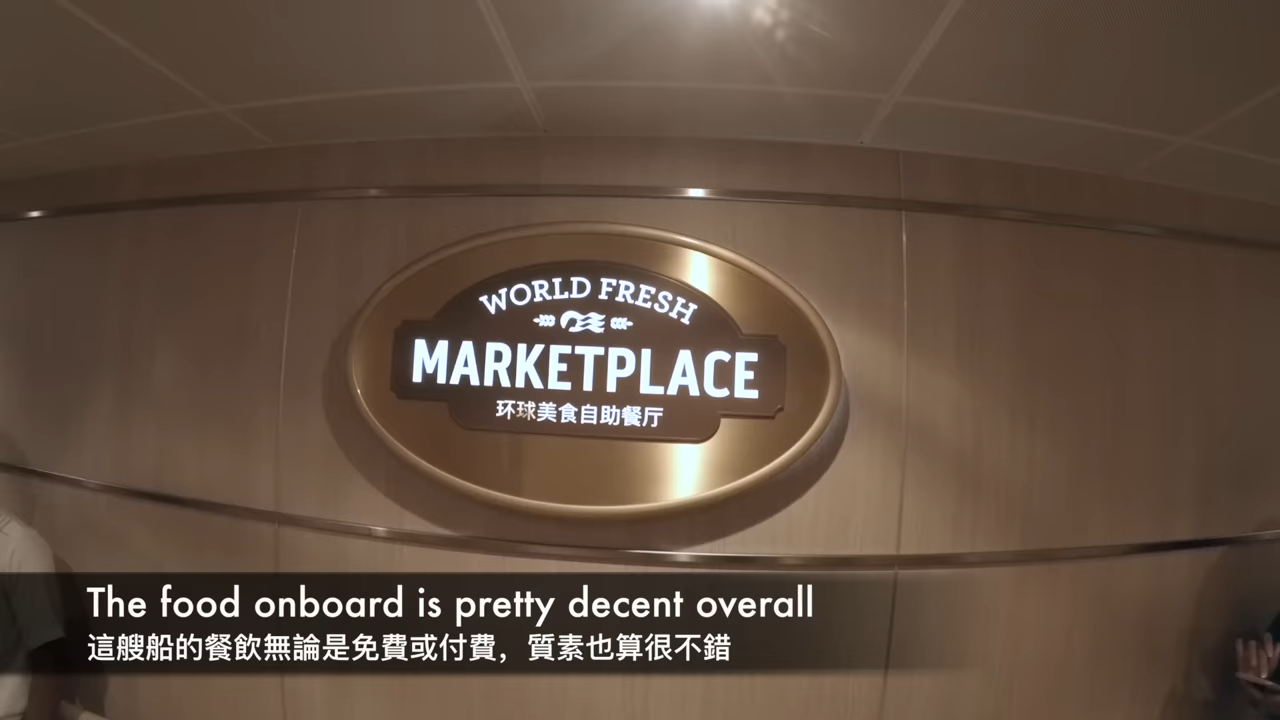 WORLD FRESH
MARKETPLACE
环球美食自助餐厅
The food onboard is pretty decent overall
這艘船的餐飲無論是免費或付費，質素也算很不錯